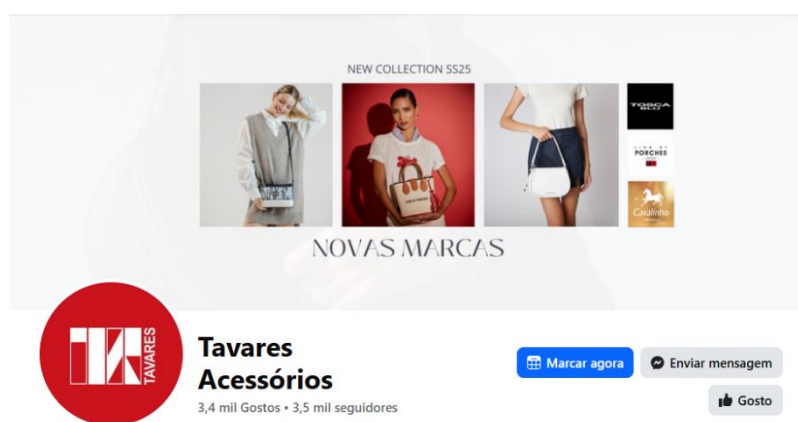 NEW COLLECTION SS25
TOSCA
BLU
PORCHES
Cavalinho
NOVAS MARCAS
TAVARES
Tavares
Acessórios
3,4 mil Gostos • 3,5 mil seguidores
Marcar agora
Enviar mensagem
Gosto